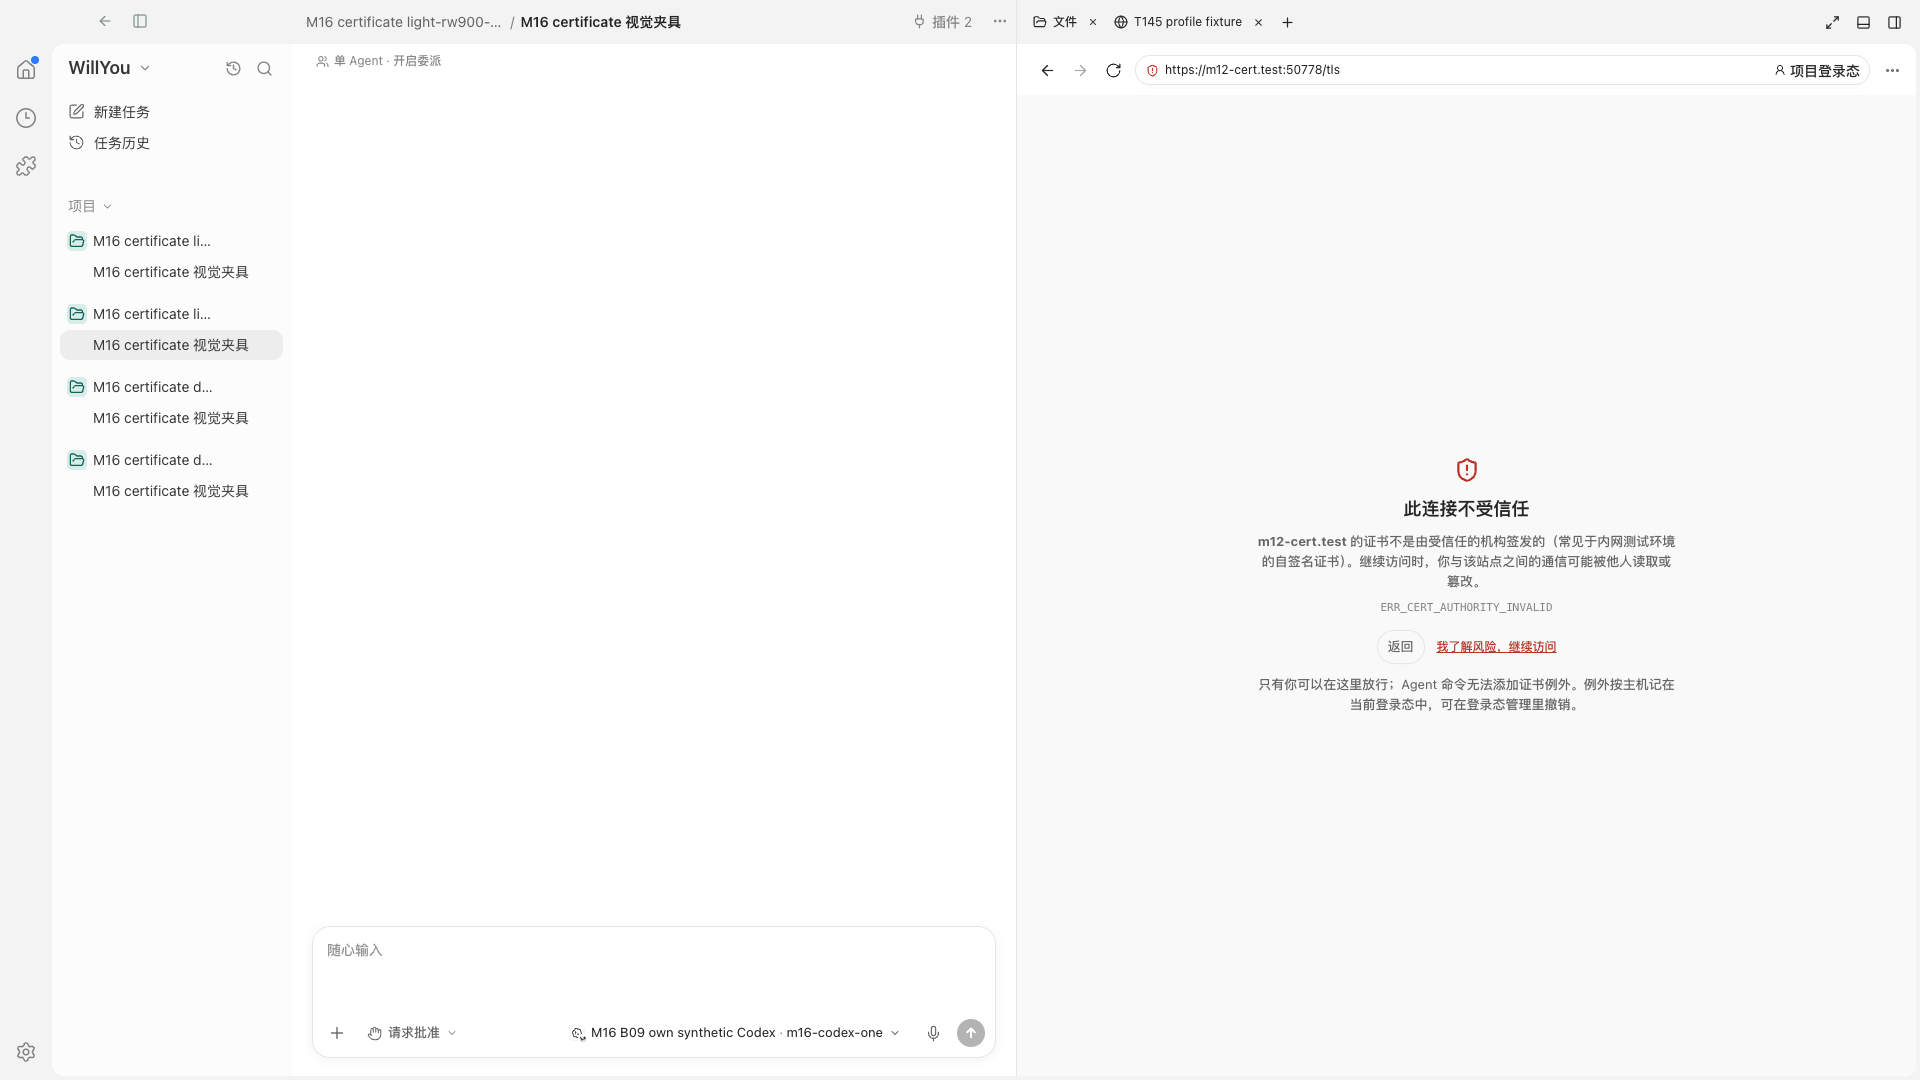 M16 certificate light-rw900-... / M16 certificate 视觉夹具
插件 2
文件
T145 profile fixture
WillYou
单 Agent · 开启委派
https://m12-cert.test:50778/tls
项目登录态
新建任务
任务历史
项目
M16 certificate li...
M16 certificate 视觉夹具
M16 certificate li...
M16 certificate 视觉夹具
M16 certificate d...
M16 certificate 视觉夹具
M16 certificate d...
M16 certificate 视觉夹具
此连接不受信任
m12-cert.test 的证书不是由受信任的机构签发的（常见于内网测试环境
的自签名证书）。继续访问时，你与该站点之间的通信可能被他人读取或
篡改。
ERR_CERT_AUTHORITY_INVALID
返回
我了解风险，继续访问
只有你可以在这里放行；Agent 命令无法添加证书例外。例外按主机记在
当前登录态中，可在登录态管理里撤销。
随心输入
请求批准
M16 B09 own synthetic Codex · m16-codex-one